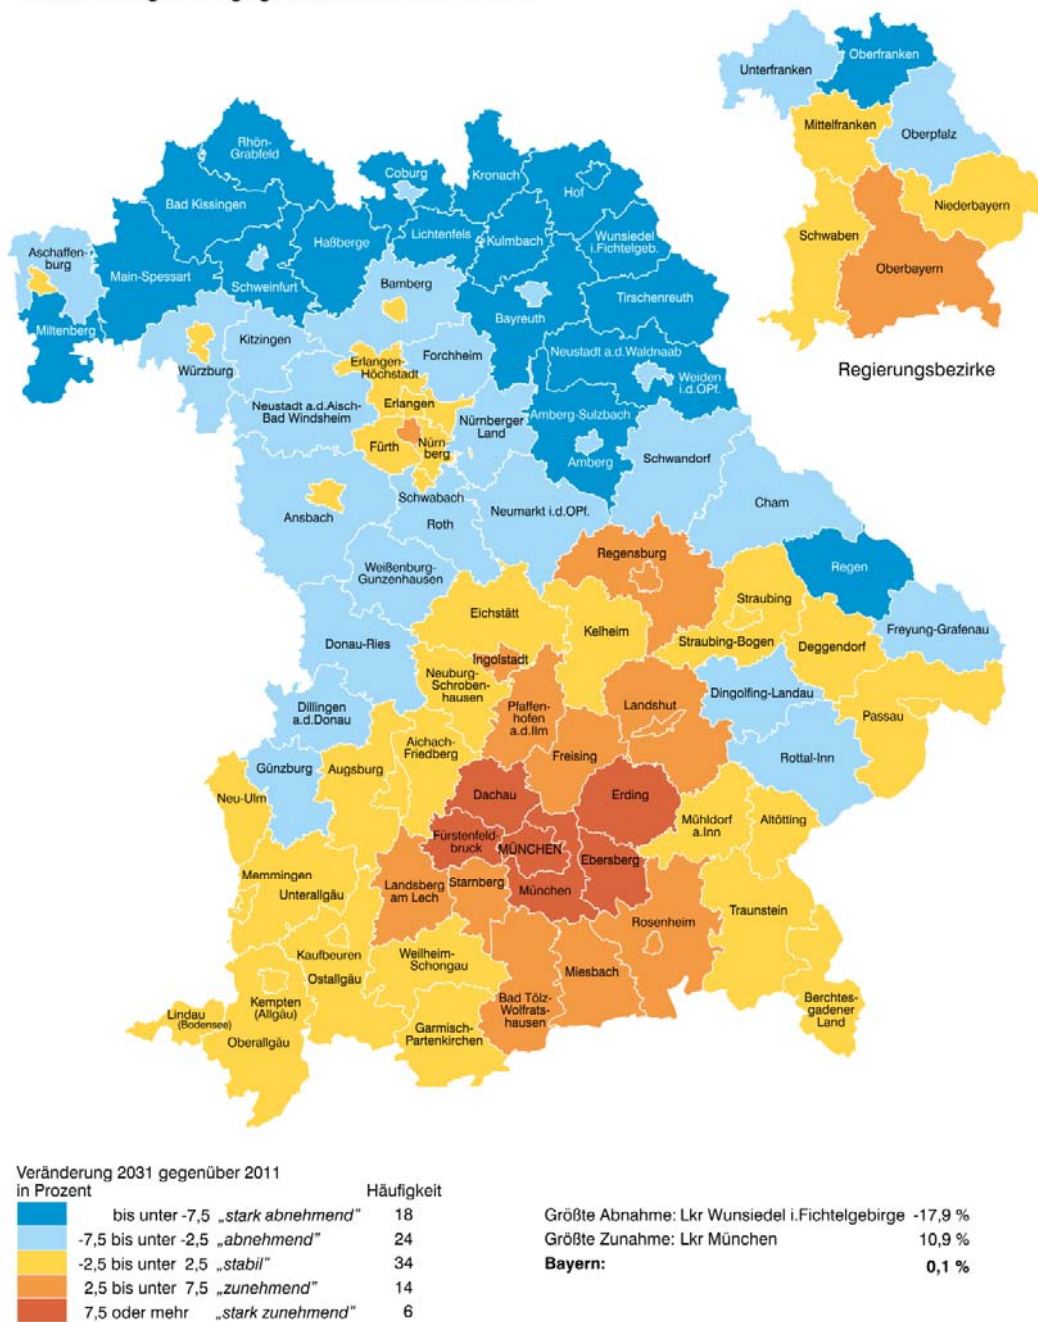 Oberfranken
Unterfranken
Mittelfranken
Oberpfalz
Niederbayern
Schwaben
Oberbayern
Regierungsbezirke
Rhön-
Grabfeld
Coburg
Kronach
Hof
Bad Kissingen
Lichtenfels
Kulmbach
Wunsiedel
i.Fichtelgeb.
Haßberge
Aschaffen-
burg
Main-Spessart
Schweinfurt
Bamberg
Tirschenreuth
Miltenberg
Bayreuth
Kitzingen
Würzburg
Erlangen-
Höchstadt
Forchheim
Neustadt a.d.Waldnaab
Weiden
i.d.OPf.
Neustadt a.d.Aisch-
Bad Windsheim
Erlangen
Nürnberger
Land
Amberg-Sulzbach
Fürth
Nürn-
berg
Amberg
Schwandorf
Ansbach
Schwabach
Roth
Neumarkt i.d.OPf.
Cham
Weißenburg-
Gunzenhausen
Regensburg
Regen
Eichstätt
Kelheim
Straubing
Straubing-Bogen
Deggendorf
Freyung-Grafenau
Donau-Ries
Ingolstadt
Neuburg-
Schroben-
hausen
Dillingen
a.d.Donau
Pfaffen-
hofen
a.d.Ilm
Landshut
Dingolfing-Landau
Passau
Aichach-
Friedberg
Freising
Rottal-Inn
Günzburg
Augsburg
Neu-Ulm
Dachau
Erding
Mühldorf
a.Inn
Altötting
Fürstenfeld-
bruck
MÜNCHEN
Ebersberg
Memmingen
Unterallgäu
Landsberg
am Lech
Starnberg
München
Rosenheim
Traunstein
Kaufbeuren
Ostallgäu
Weilheim-
Schongau
Miesbach
Bad Tölz-
Wolfrats-
hausen
Lindau
(Bodensee)
Kempten
(Allgäu)
Oberallgäu
Garmisch-
Partenkirchen
Berchtes-
gadener
Land
Veränderung 2031 gegenüber 2011
in Prozent Häufigkeit
bis unter -7,5 „stark abnehmend" 18
-7,5 bis unter -2,5 „abnehmend" 24
-2,5 bis unter 2,5 „stabil" 34
2,5 bis unter 7,5 „zunehmend" 14
7,5 oder mehr „stark zunehmend" 6
Größte Abnahme: Lkr Wunsiedel i.Fichtelgebirge -17,9 %
Größte Zunahme: Lkr München 10,9 %
Bayern: 0,1 %